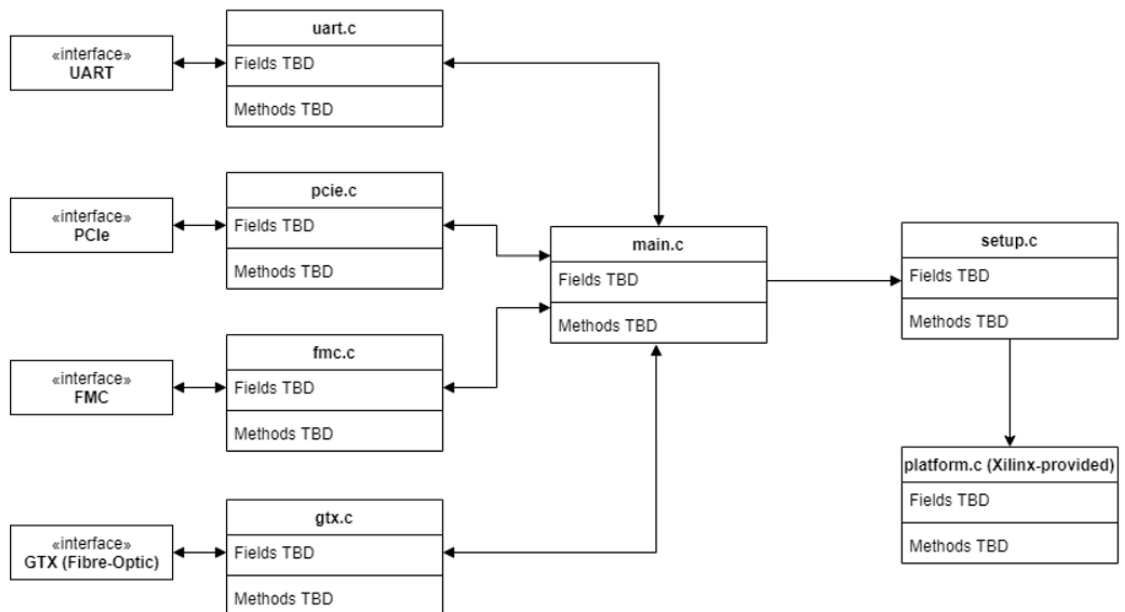 «interface»
UART
uart.c
Fields TBD
Methods TBD
«interface»
PCIe
pcie.c
Fields TBD
Methods TBD
«interface»
FMC
fmc.c
Fields TBD
Methods TBD
«interface»
GTX (Fibre-Optic)
gtx.c
Fields TBD
Methods TBD
main.c
Fields TBD
Methods TBD
setup.c
Fields TBD
Methods TBD
platform.c (Xilinx-provided)
Fields TBD
Methods TBD